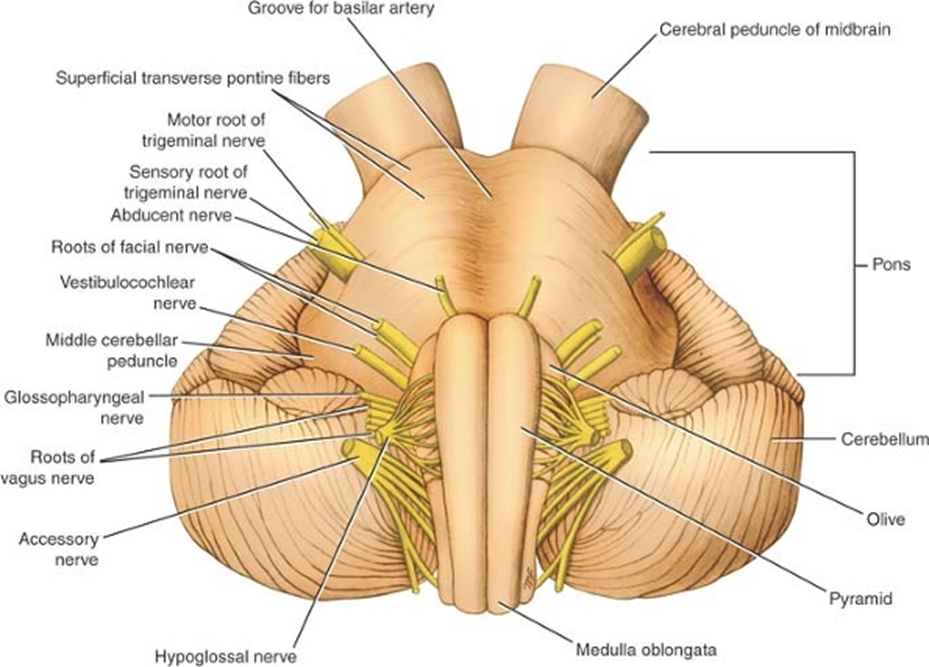 Groove for basilar artery
Cerebral peduncle of midbrain
Superficial transverse pontine fibers
Motor root of
trigeminal nerve
Sensory root of
trigeminal nerve
Abducent nerve
Roots of facial nerve
Vestibulocochlear
nerve
Pons
Middle cerebellar
peduncle
Glossopharyngeal
nerve
Cerebellum
Roots of
vagus nerve
Olive
Accessory
nerve
Pyramid
Medulla oblongata
Hypoglossal nerve